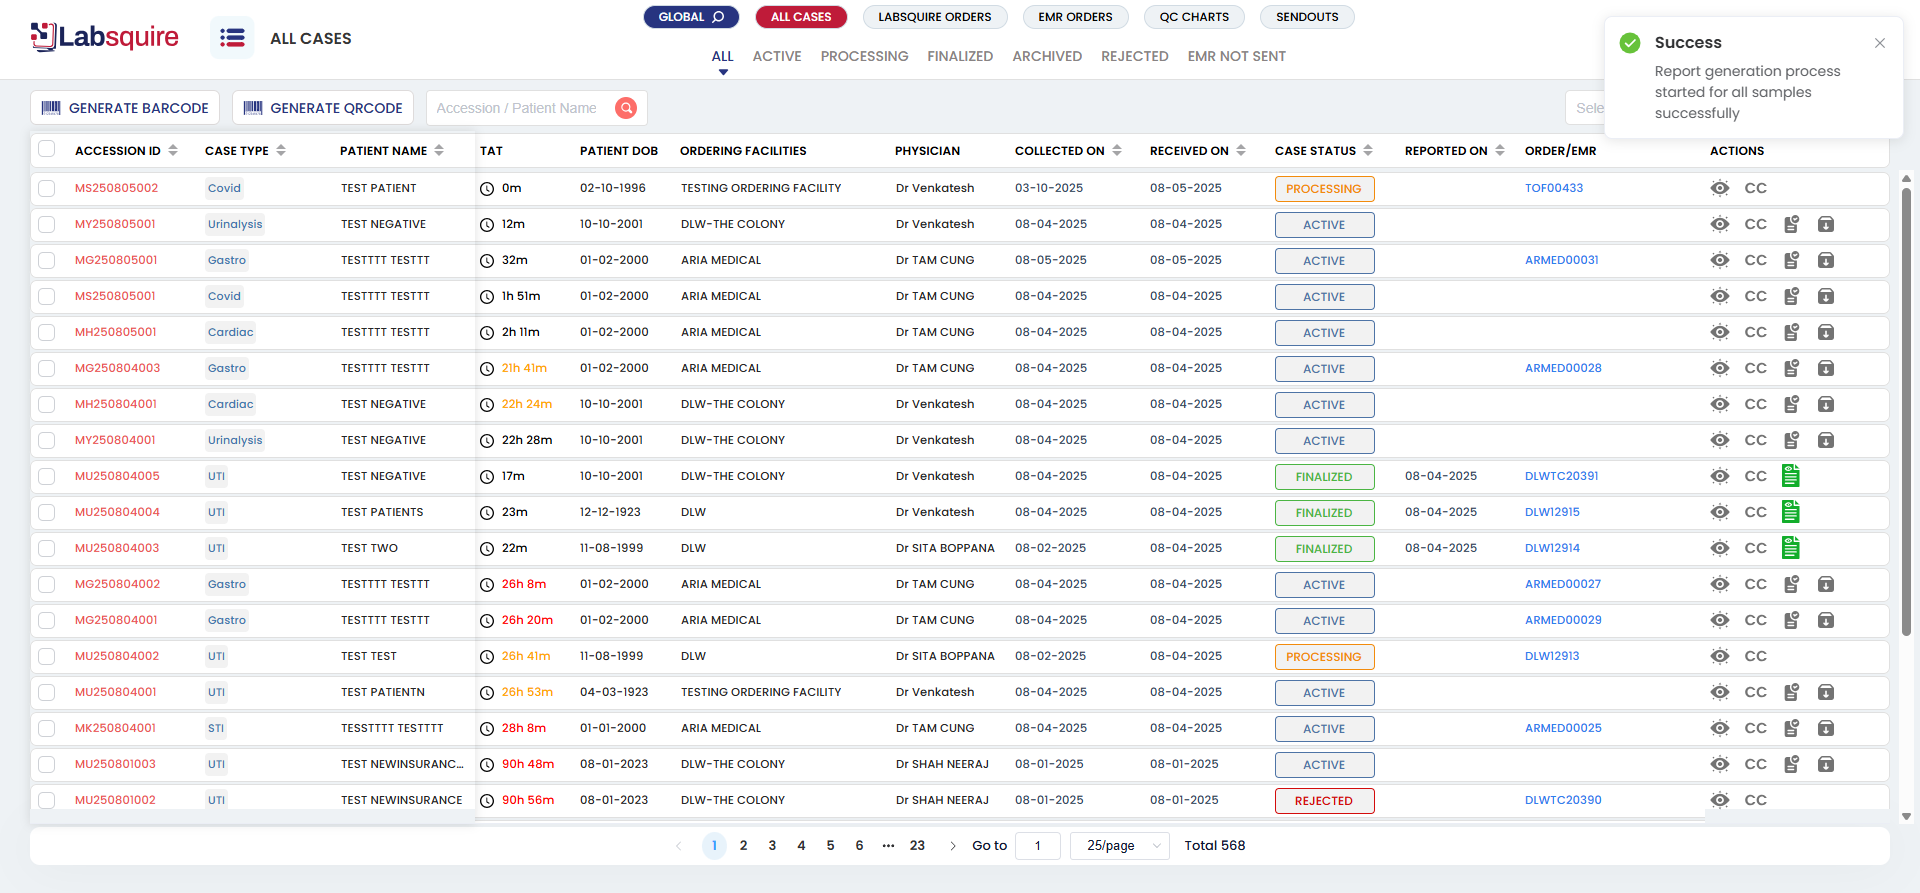 GLOBAL ALL CASES LABSQUIRE ORDERS EMR ORDERS QC CHARTS SENDOUTS
Labsquire ALL CASES
ALL ACTIVE PROCESSING FINALIZED ARCHIVED REJECTED EMR NOT SENT
Success
Report generation process
started for all samples
successfully
GENERATE BARCODE GENERATE QRCODE Accession / Patient Name
ACCESSION ID CASE TYPE PATIENT NAME TAT PATIENT DOB ORDERING FACILITIES PHYSICIAN COLLECTED ON RECEIVED ON CASE STATUS REPORTED ON ORDER/EMR ACTIONS
MS250805002 Covid TEST PATIENT 0m 02-10-1996 TESTING ORDERING FACILITY Dr Venkatesh 03-10-2025 08-05-2025 PROCESSING TOF00433 CC
MY250805001 Urinalysis TEST NEGATIVE 12m 10-10-2001 DLW-THE COLONY Dr Venkatesh 08-04-2025 08-05-2025 ACTIVE CC
MG250805001 Gastro TESTTTT TESTTT 32m 01-02-2000 ARIA MEDICAL Dr TAM CUNG 08-05-2025 08-05-2025 ACTIVE ARMED00031 CC
MS250805001 Covid TESTTTT TESTTT 1h 51m 01-02-2000 ARIA MEDICAL Dr TAM CUNG 08-04-2025 08-04-2025 ACTIVE CC
MH250805001 Cardiac TESTTTT TESTTT 2h 11m 01-02-2000 ARIA MEDICAL Dr TAM CUNG 08-04-2025 08-04-2025 ACTIVE CC
MG250804003 Gastro TESTTTT TESTTT 21h 41m 01-02-2000 ARIA MEDICAL Dr TAM CUNG 08-04-2025 08-04-2025 ACTIVE ARMED00028 CC
MH250804001 Cardiac TEST NEGATIVE 22h 24m 10-10-2001 DLW-THE COLONY Dr Venkatesh 08-04-2025 08-04-2025 ACTIVE CC
MY250804001 Urinalysis TEST NEGATIVE 22h 28m 10-10-2001 DLW-THE COLONY Dr Venkatesh 08-04-2025 08-04-2025 ACTIVE CC
MU250804005 UTI TEST NEGATIVE 17m 10-10-2001 DLW-THE COLONY Dr Venkatesh 08-04-2025 08-04-2025 FINALIZED 08-04-2025 DLWTC20391 CC
MU250804004 UTI TEST PATIENTS 23m 12-12-1923 DLW Dr Venkatesh 08-04-2025 08-04-2025 FINALIZED 08-04-2025 DLW12915 CC
MU250804003 UTI TEST TWO 22m 11-08-1999 DLW Dr SITA BOPPANA 08-02-2025 08-04-2025 FINALIZED 08-04-2025 DLW12914 CC
MG250804002 Gastro TESTTTT TESTTT 26h 8m 01-02-2000 ARIA MEDICAL Dr TAM CUNG 08-04-2025 08-04-2025 ACTIVE ARMED00027 CC
MG250804001 Gastro TESTTTT TESTTT 26h 20m 01-02-2000 ARIA MEDICAL Dr TAM CUNG 08-04-2025 08-04-2025 ACTIVE ARMED00029 CC
MU250804002 UTI TEST TEST 26h 41m 11-08-1999 DLW Dr SITA BOPPANA 08-02-2025 08-04-2025 PROCESSING DLW12913 CC
MU250804001 UTI TEST PATIENTN 26h 53m 04-03-1923 TESTING ORDERING FACILITY Dr Venkatesh 08-04-2025 08-04-2025 ACTIVE CC
MK250804001 STI TESSTTTT TESTTTT 28h 8m 01-01-2000 ARIA MEDICAL Dr TAM CUNG 08-04-2025 08-04-2025 ACTIVE ARMED00025 CC
MU250801003 UTI TEST NEWINSURANC... 90h 48m 08-01-2023 DLW-THE COLONY Dr SHAH NEERAJ 08-01-2025 08-01-2025 ACTIVE CC
MU250801002 UTI TEST NEWINSURANCE 90h 56m 08-01-2023 DLW-THE COLONY Dr SHAH NEERAJ 08-01-2025 08-01-2025 REJECTED DLWTC20390 CC
1 2 3 4 5 6 ••• 23 Go to 1 25/page Total 568